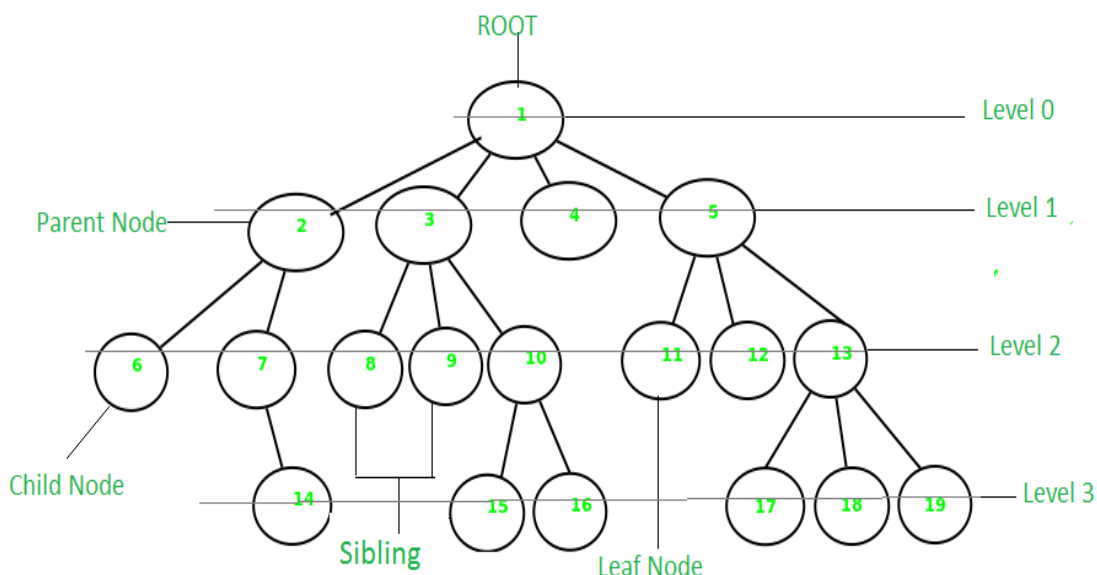 ROOT
1
Level 0
Parent Node
2
3
4
5
Level 1
6
7
8
9
10
11
12
13
Level 2
Child Node
14
15
16
17
18
19
Level 3
Sibling
Leaf Node